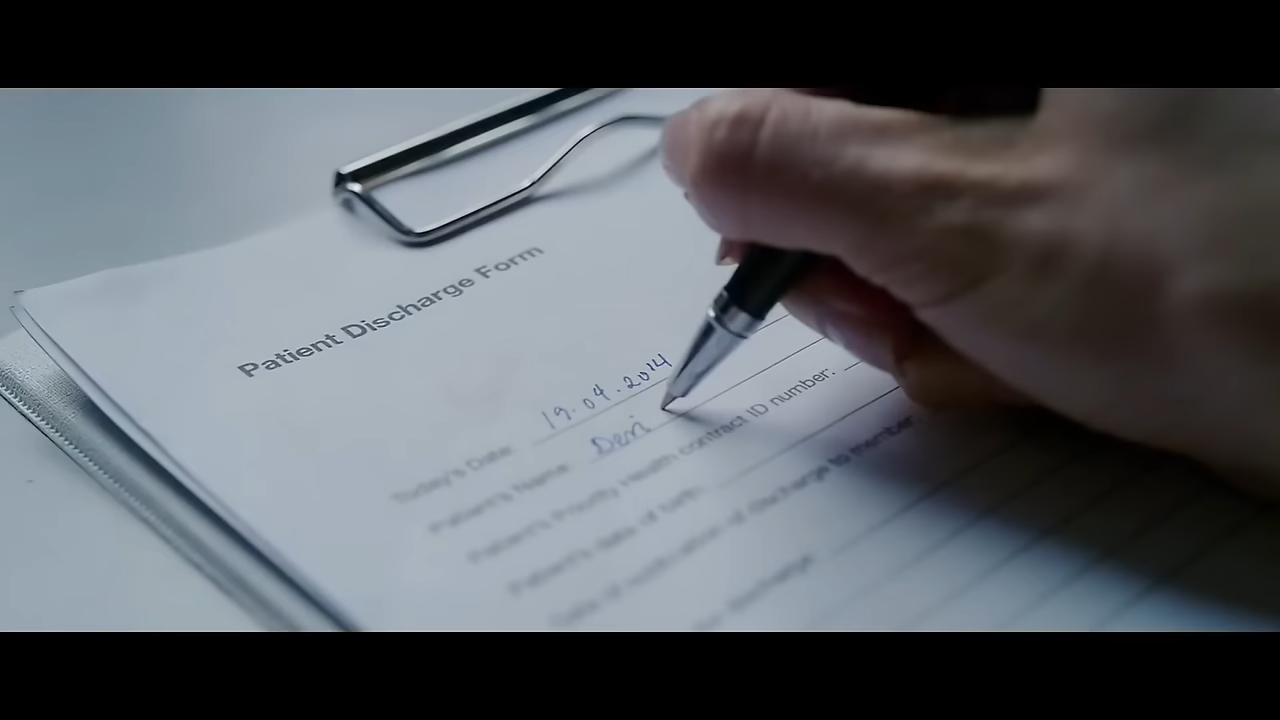 Patient Discharge Form
Today's Date: 19.04.2014
Patient's Name: Deni
Patient's Priority Health contract ID number:
Patient's date of birth:
Date of notification of discharge to member:
discharge: